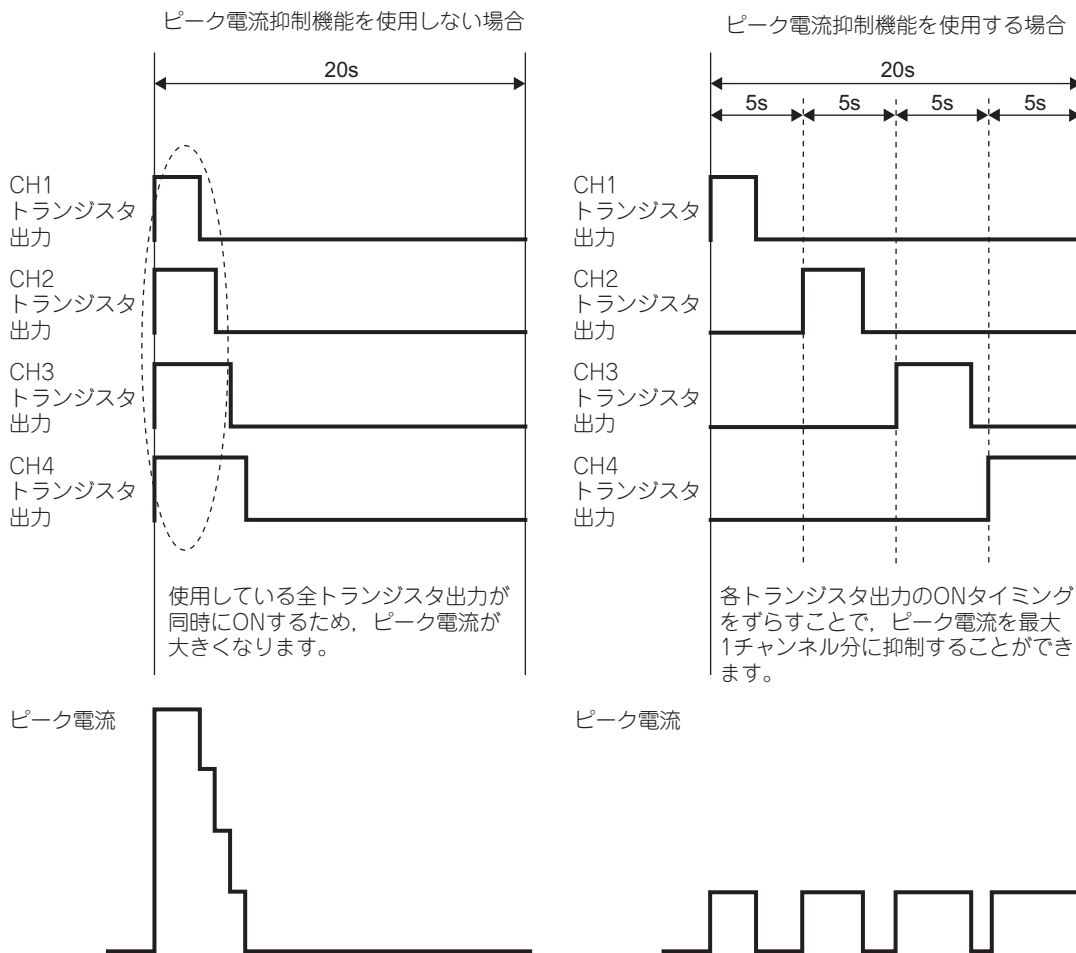 ピーク電流抑制機能を使用しない場合
20s
CH1
トランジスタ
出力
CH2
トランジスタ
出力
CH3
トランジスタ
出力
CH4
トランジスタ
出力
使用している全トランジスタ出力が
同時にONするため，ピーク電流が
大きくなります。
ピーク電流
ピーク電流抑制機能を使用する場合
20s
5s 5s 5s 5s
CH1
トランジスタ
出力
CH2
トランジスタ
出力
CH3
トランジスタ
出力
CH4
トランジスタ
出力
各トランジスタ出力のONタイミング
をずらすことで，ピーク電流を最大
1チャンネル分に抑制することができ
ます。
ピーク電流